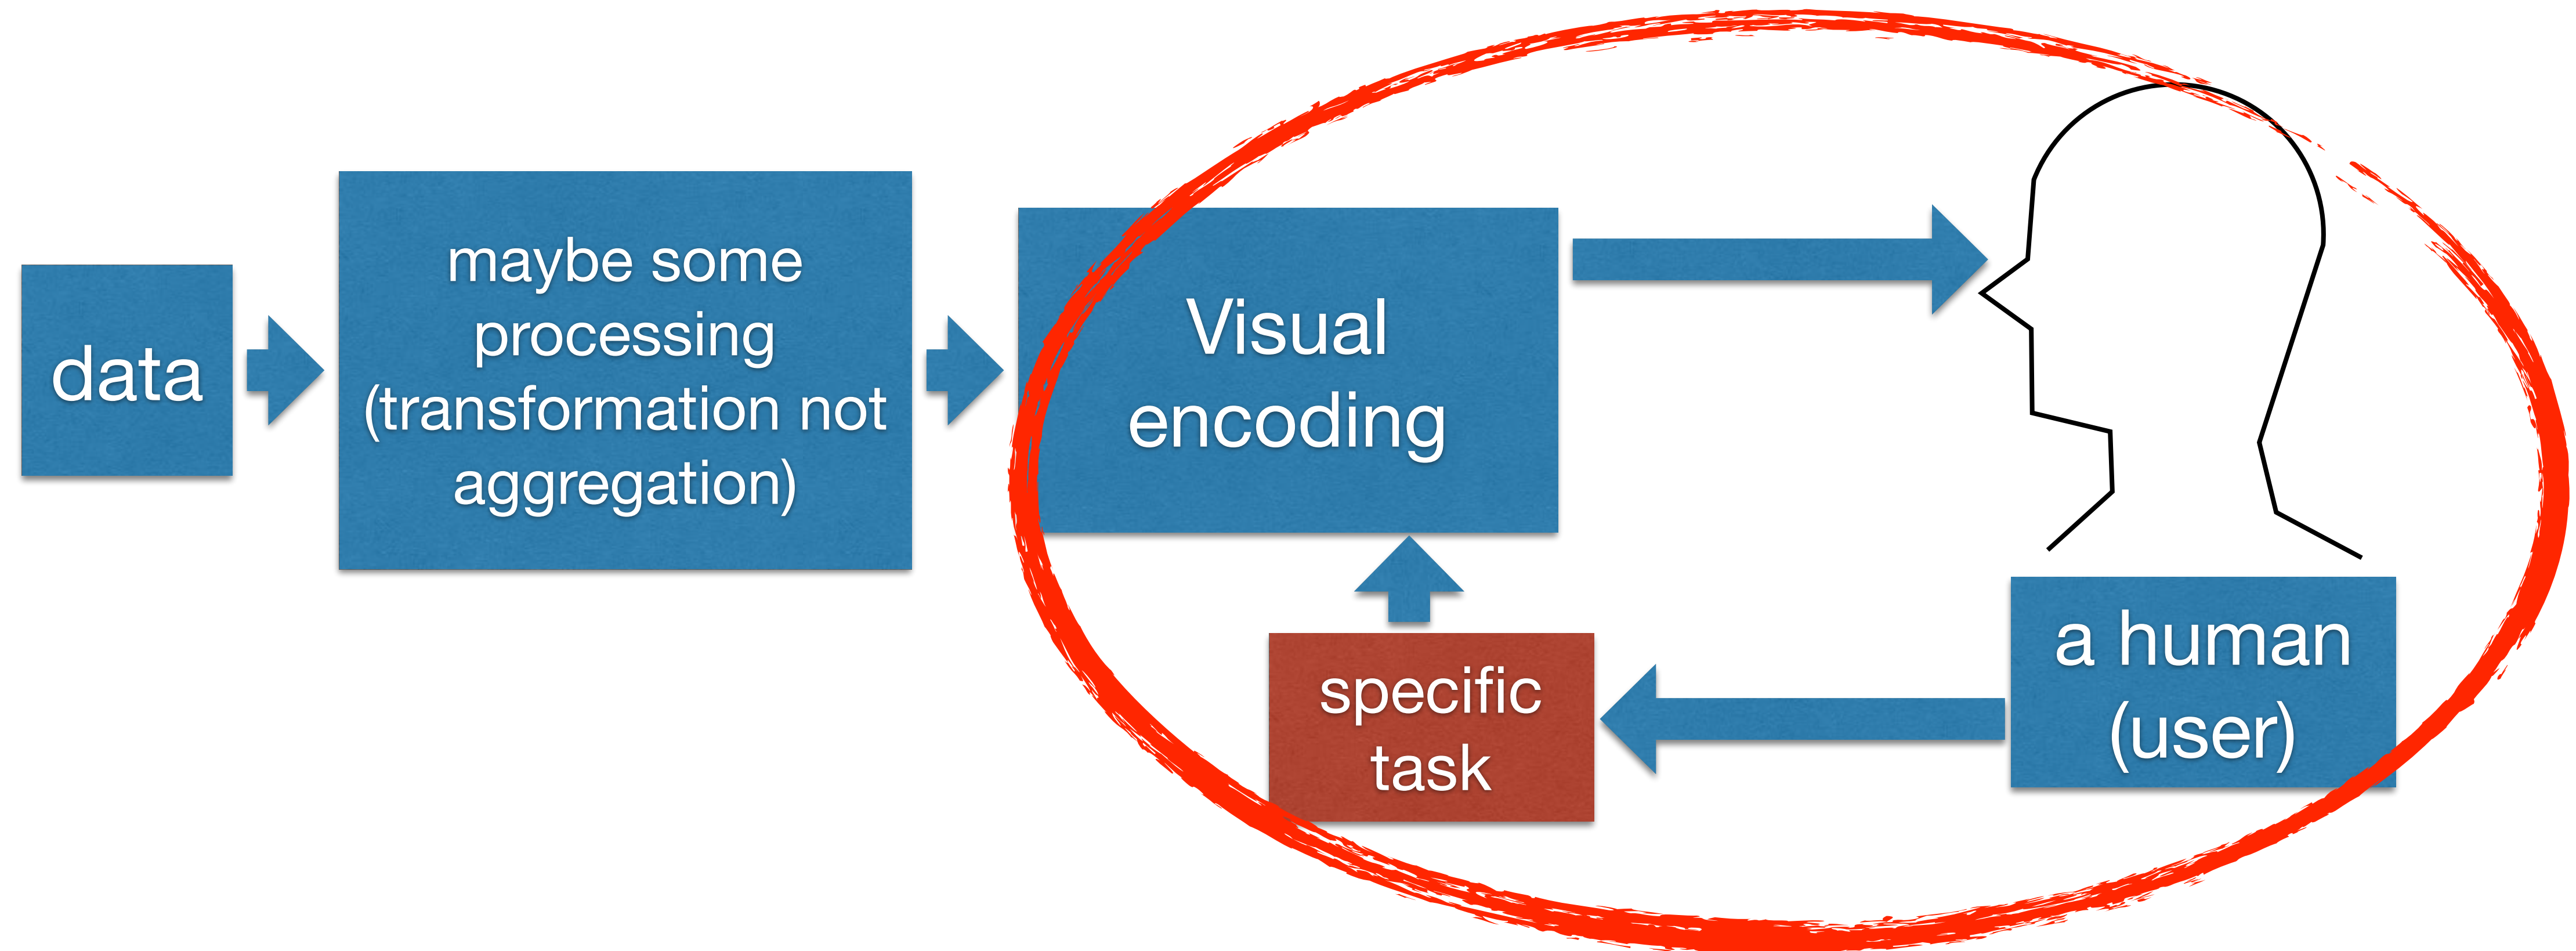 data
maybe some
processing
(transformation not
aggregation)
Visual
encoding
specific
task
a human
(user)